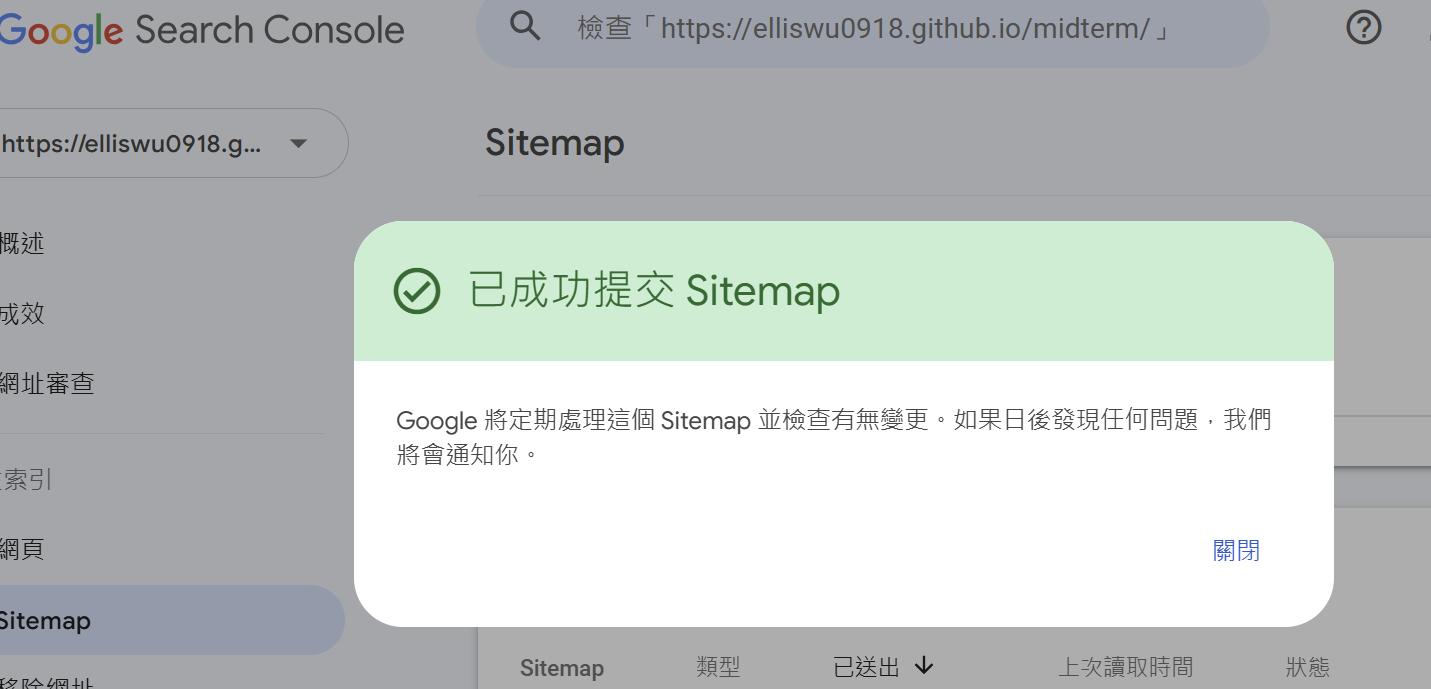 Google Search Console
檢查「https://elliswu0918.github.io/midterm/」
https://elliswu0918.g...
Sitemap
概述
成效
網址審查
索引
網頁
Sitemap
移除網址
已成功提交 Sitemap
Google 將定期處理這個 Sitemap 並檢查有無變更。如果日後發現任何問題，我們
將會通知你。
關閉
Sitemap 類型 已送出 ↓ 上次讀取時間 狀態